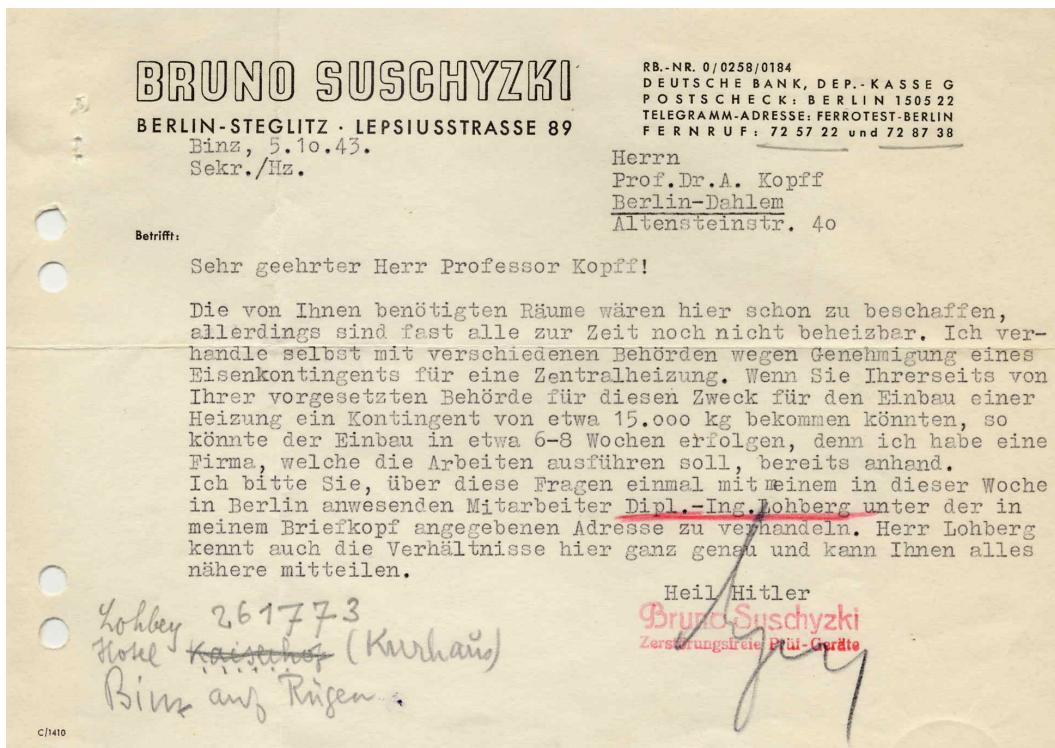 BRUNO SUSCHYZKI
BERLIN-STEGLITZ · LEPSIUSSTRASSE 89
RB.-NR. 0/0258/0184
DEUTSCHE BANK, DEP.-KASSE G
POSTSCHECK: BERLIN 150522
TELEGRAMM-ADRESSE: FERROTEST-BERLIN
FERNRUF: 72 57 22 und 72 87 38
Binz, 5.10.43.
Sekr./Hz.
Herrn
Prof.Dr.A. Kopff
Berlin-Dahlem
Altensteinstr. 40
Betrifft:
Sehr geehrter Herr Professor Kopff!
Die von Ihnen benötigten Räume wären hier schon zu beschaffen,
allerdings sind fast alle zur Zeit noch nicht beheizbar. Ich ver-
handle selbst mit verschiedenen Behörden wegen Genehmigung eines
Eisenkontingents für eine Zentralheizung. Wenn Sie Ihrerseits von
Ihrer vorgesetzten Behörde für diesen Zweck für den Einbau einer
Heizung ein Kontingent von etwa 15.000 kg bekommen könnten, so
könnte der Einbau in etwa 6-8 Wochen erfolgen, denn ich habe eine
Firma, welche die Arbeiten ausführen soll, bereits anhand.
Ich bitte Sie, über diese Fragen einmal mit meinem in dieser Woche
in Berlin anwesenden Mitarbeiter Dipl.-Ing.Lohberg unter der in
meinem Briefkopf angegebenen Adresse zu verhandeln. Herr Lohberg
kennt auch die Verhältnisse hier ganz genau und kann Ihnen alles
nähere mitteilen.
Heil Hitler
Bruno Suschyzki
Zerstörungsfreie Prüf-Geräte
261773
Hotel Kaiserhof (Kurhaus)
Binz auf Rügen
C/1410